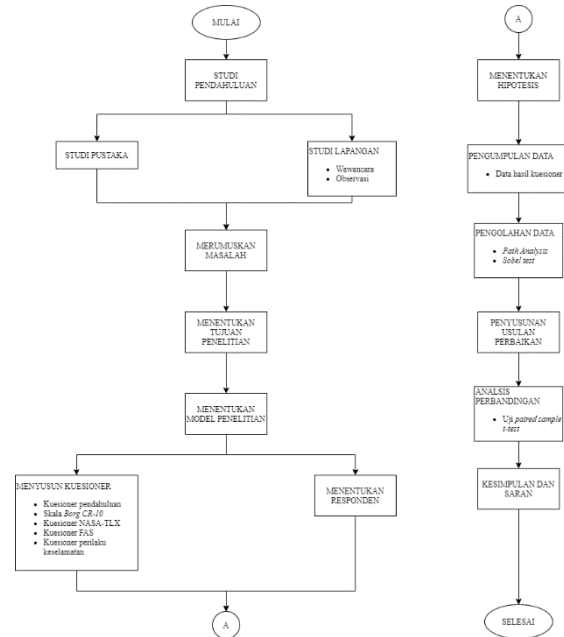 MULAI
STUDI
PENDAHULUAN
STUDI PUSTAKA
STUDI LAPANGAN
• Wawancara
• Observasi
MERUMUSKAN
MASALAH
MENENTUKAN
TUJUAN
PENELITIAN
MENENTUKAN
MODEL PENELITIAN
MENYUSUN KUESIONER
• Kuesioner pendahuluan
• Skala Borg CR-10
• Kuesioner NASA-TLX
• Kuesioner FAS
• Kuesioner perilaku
keselamatan
MENENTUKAN
RESPONDEN
A
A
MENENTUKAN
HIPOTESIS
PENGUMPULAN DATA
• Data hasil kuesioner
PENGOLAHAN DATA
• Path Analysis
• Sobel test
PENYUSUNAN
USULAN
PERBAIKAN
ANALSIS
PERBANDINGAN
• Uji paired sample
t-test
KESIMPULAN DAN
SARAN
SELESAI